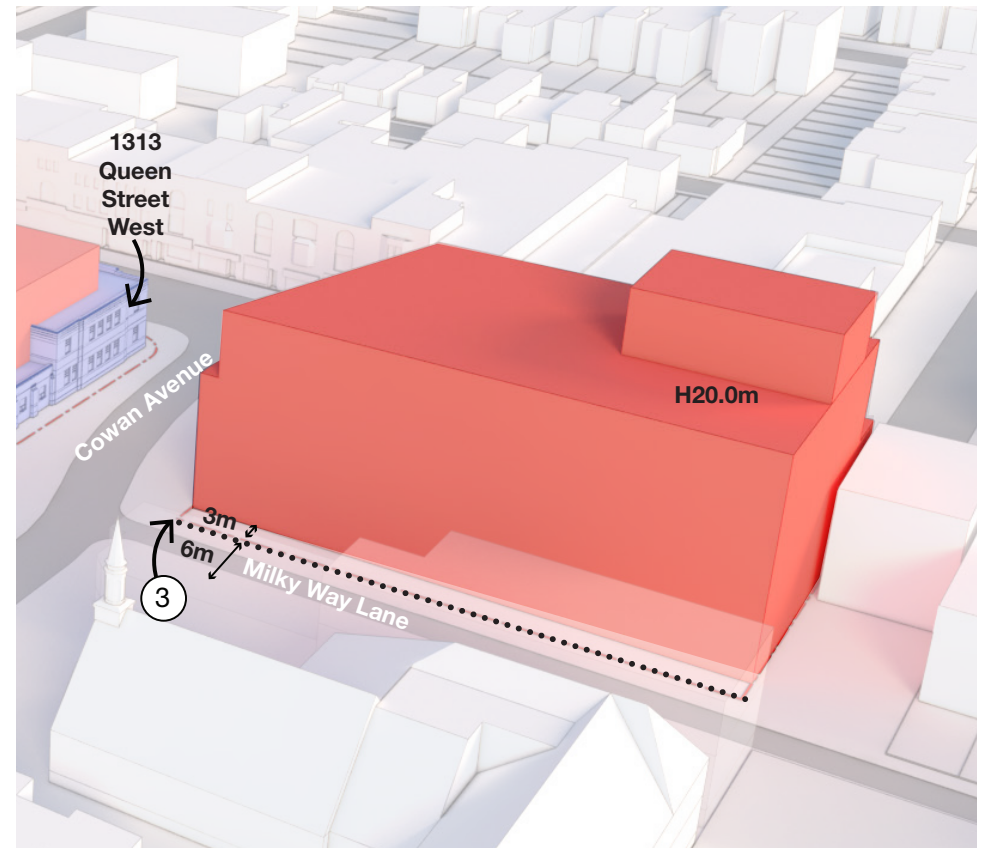 1313
Queen
Street
West
Cowan Avenue
H20.0m
3m
6m
Milky Way Lane
3